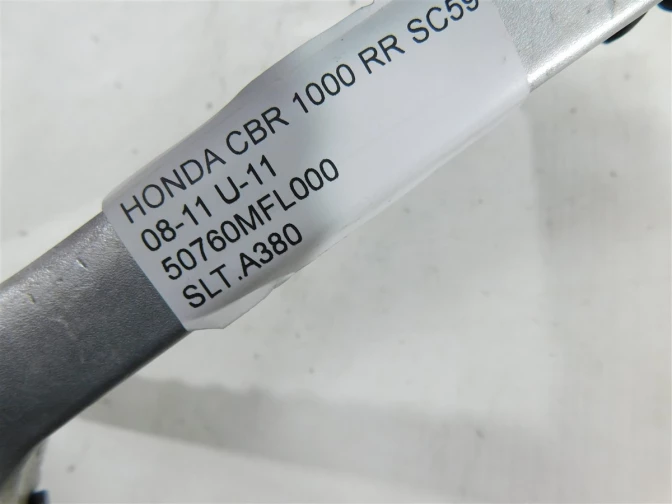 HONDA CBR 1000 RR SC59
08-11 U-11
50760MFL000
SLT.A380